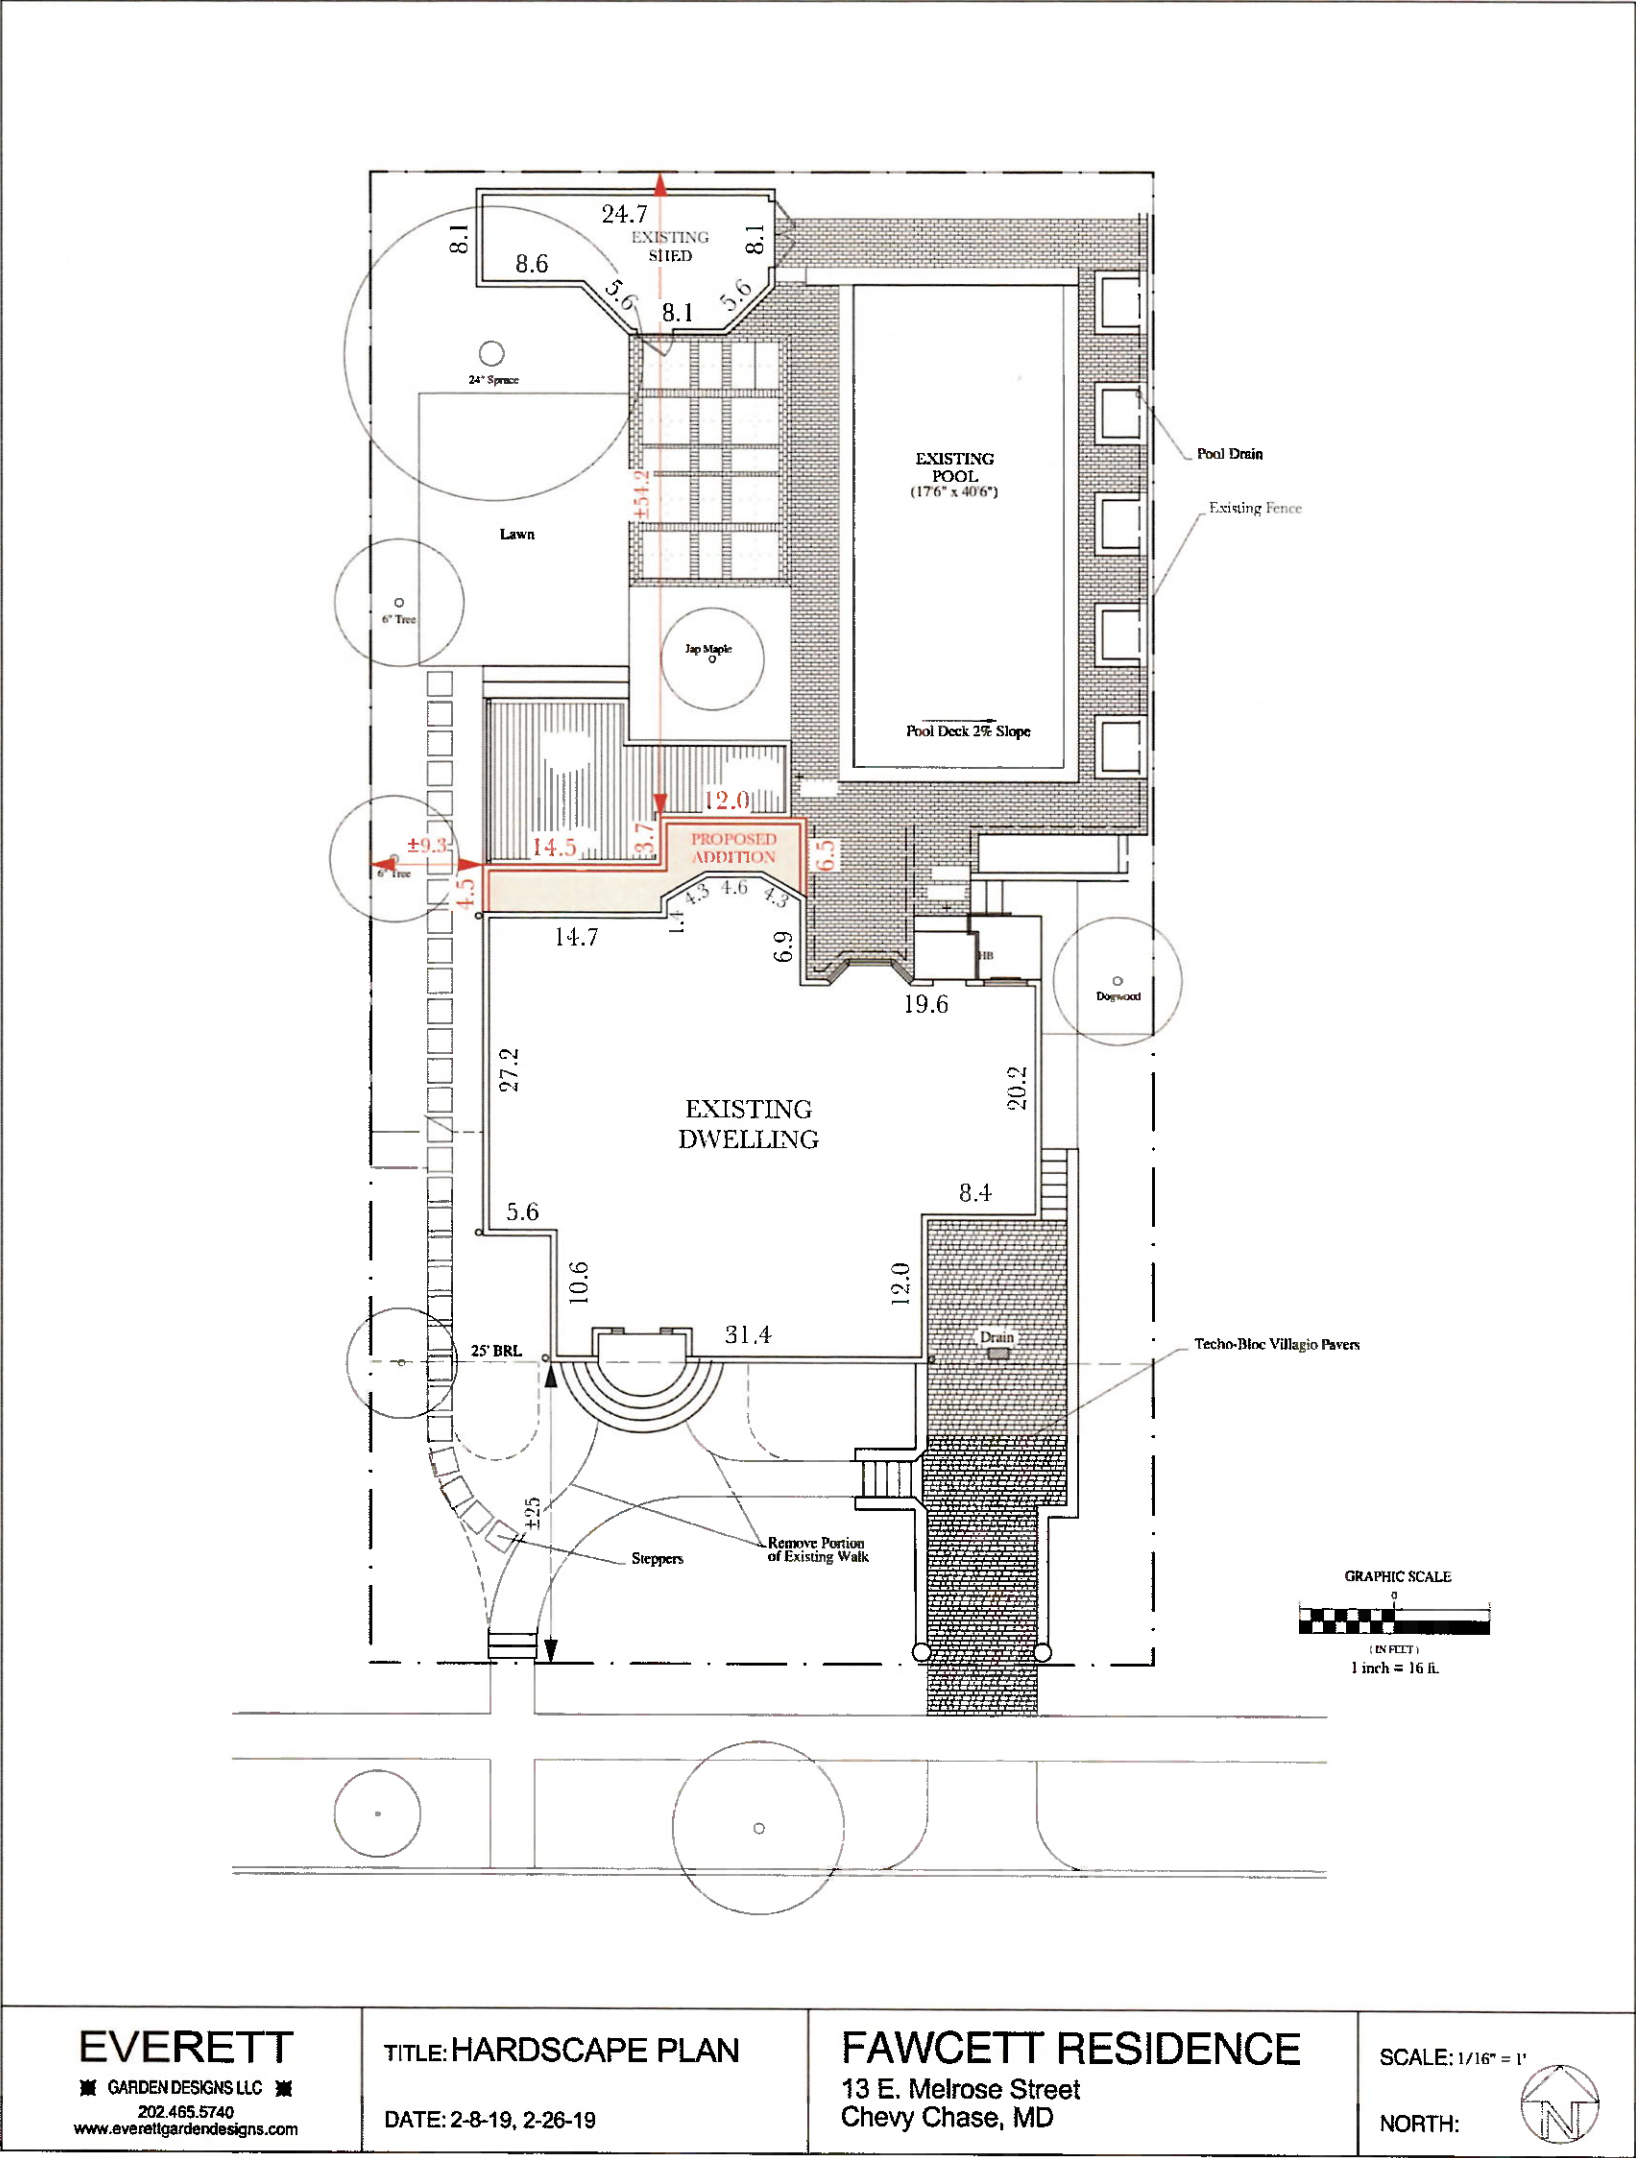 24.7
EXISTING
SHED
8.1
8.1
8.6
5.6
8.1
5.6
24" Spruce
EXISTING
POOL
(17'6" x 40'6")
Pool Drain
Existing Fence
±54.2
Lawn
6" Tree
Jap Maple
Pool Deck 2% Slope
12.0
PROPOSED
ADDITION
14.5
3.7
6.5
±9.3
6" Tree
4.5
4.3
4.6
4.3
1.4
14.7
6.9
HB
19.6
Dogwood
27.2
20.2
EXISTING
DWELLING
8.4
5.6
10.6
12.0
31.4
Drain
25' BRL
Techo-Bloc Villagio Pavers
±25
Remove Portion
of Existing Walk
Steppers
GRAPHIC SCALE
0
( IN FEET )
1 inch = 16 ft.
EVERETT
GARDEN DESIGNS LLC
202.465.5740
www.everettgardendesigns.com
TITLE: HARDSCAPE PLAN
DATE: 2-8-19, 2-26-19
FAWCETT RESIDENCE
13 E. Melrose Street
Chevy Chase, MD
SCALE: 1/16" = 1'
NORTH:
N